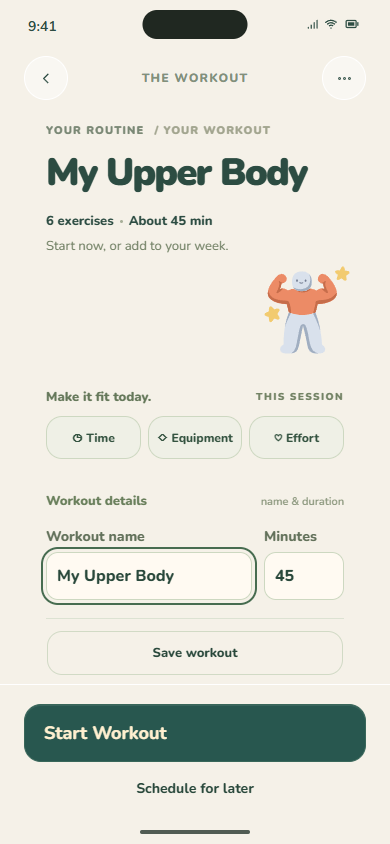 9:41
THE WORKOUT
YOUR ROUTINE / YOUR WORKOUT
My Upper Body
6 exercises • About 45 min
Start now, or add to your week.
Make it fit today. THIS SESSION
Time Equipment Effort
Workout details name & duration
Workout name Minutes
My Upper Body 45
Save workout
Start Workout
Schedule for later